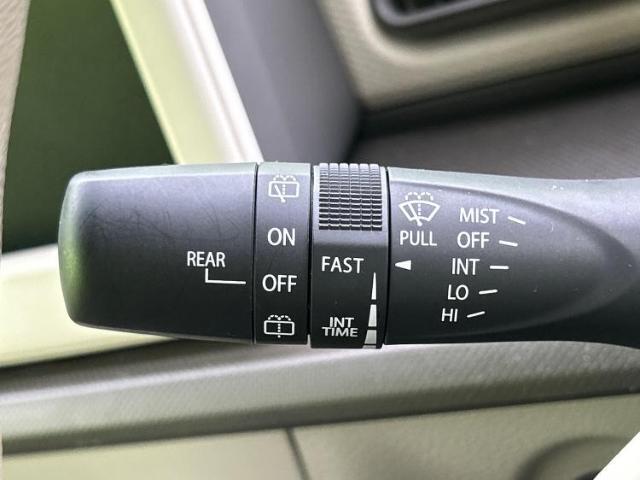 REAR
ON
OFF
FAST
INT
TIME
PULL
MIST
OFF
INT
LO
HI